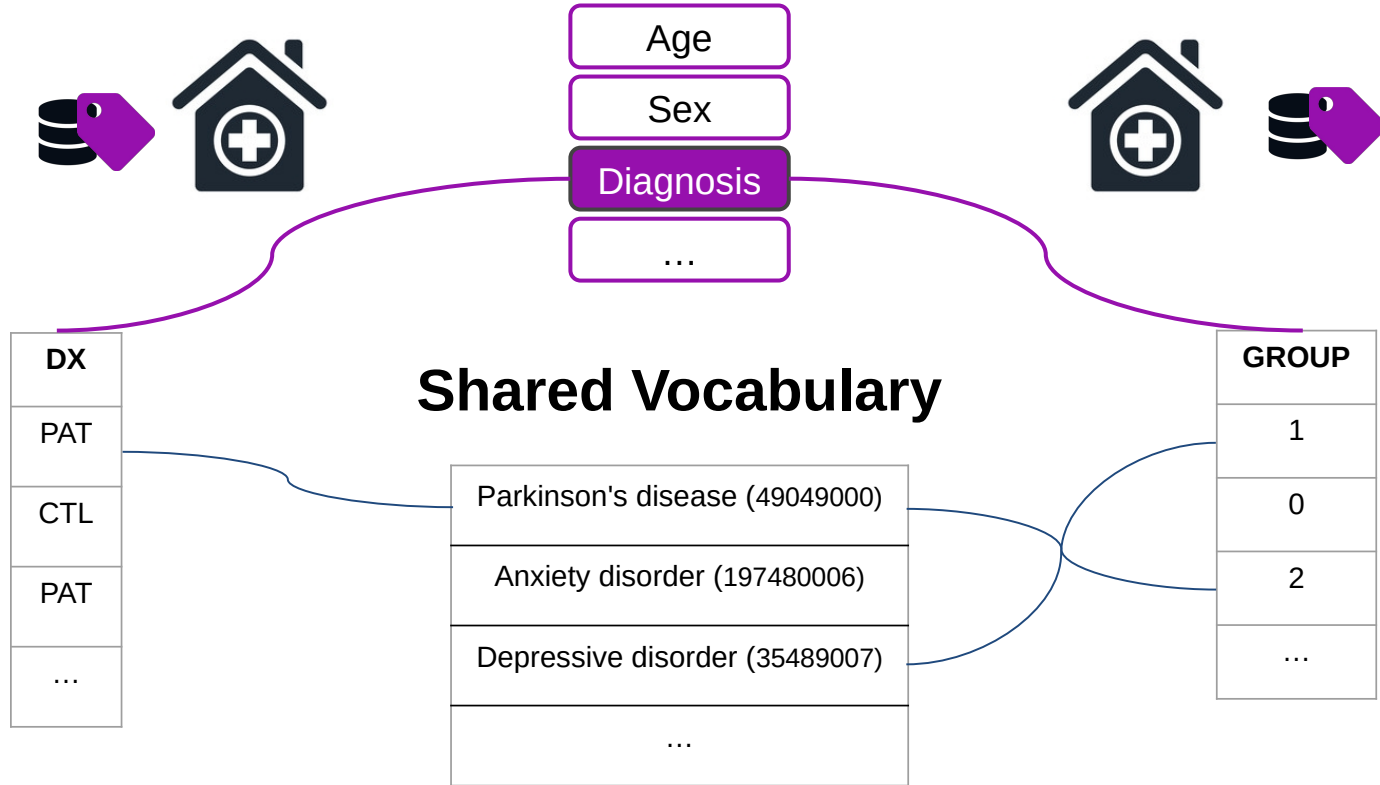 Age
Sex
Diagnosis
…
DX
PAT
CTL
PAT
…
Shared Vocabulary
Parkinson's disease (49049000)
Anxiety disorder (197480006)
Depressive disorder (35489007)
…
GROUP
1
0
2
…